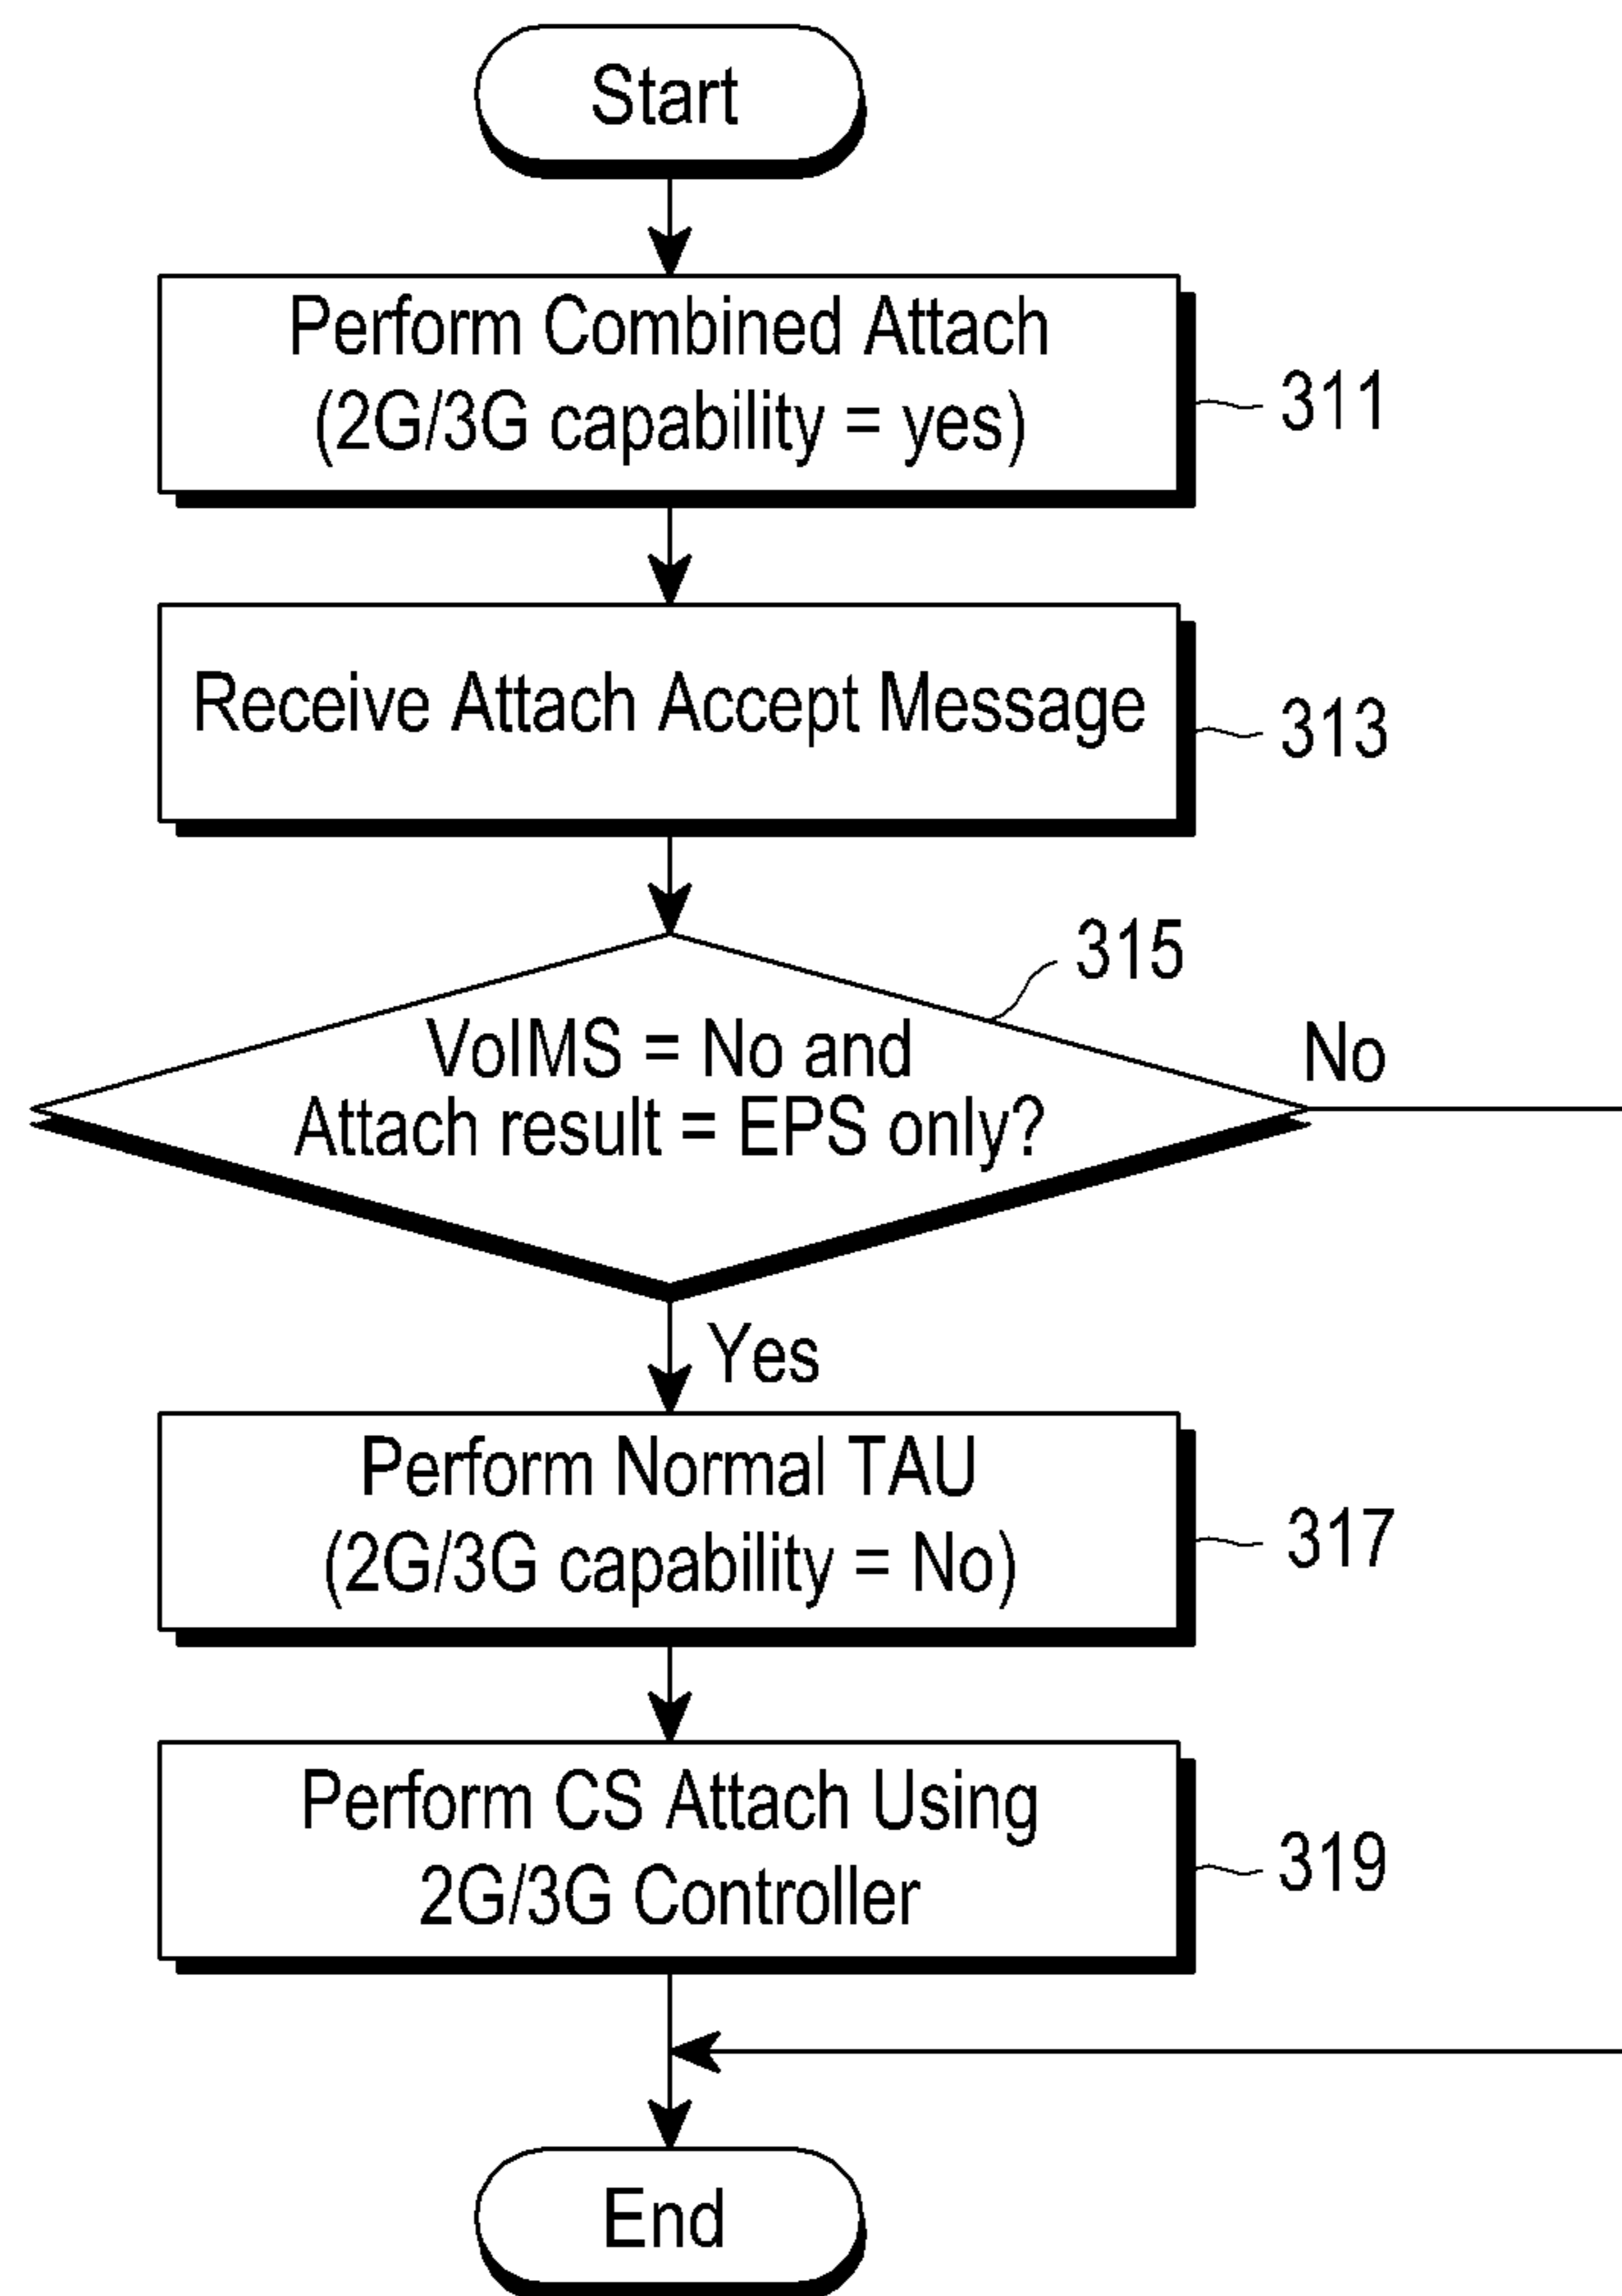 Start
Perform Combined Attach
(2G/3G capability = yes)
311
Receive Attach Accept Message
313
315
VoIMS = No and
Attach result = EPS only?
No
Yes
Perform Normal TAU
(2G/3G capability = No)
317
Perform CS Attach Using
2G/3G Controller
319
End